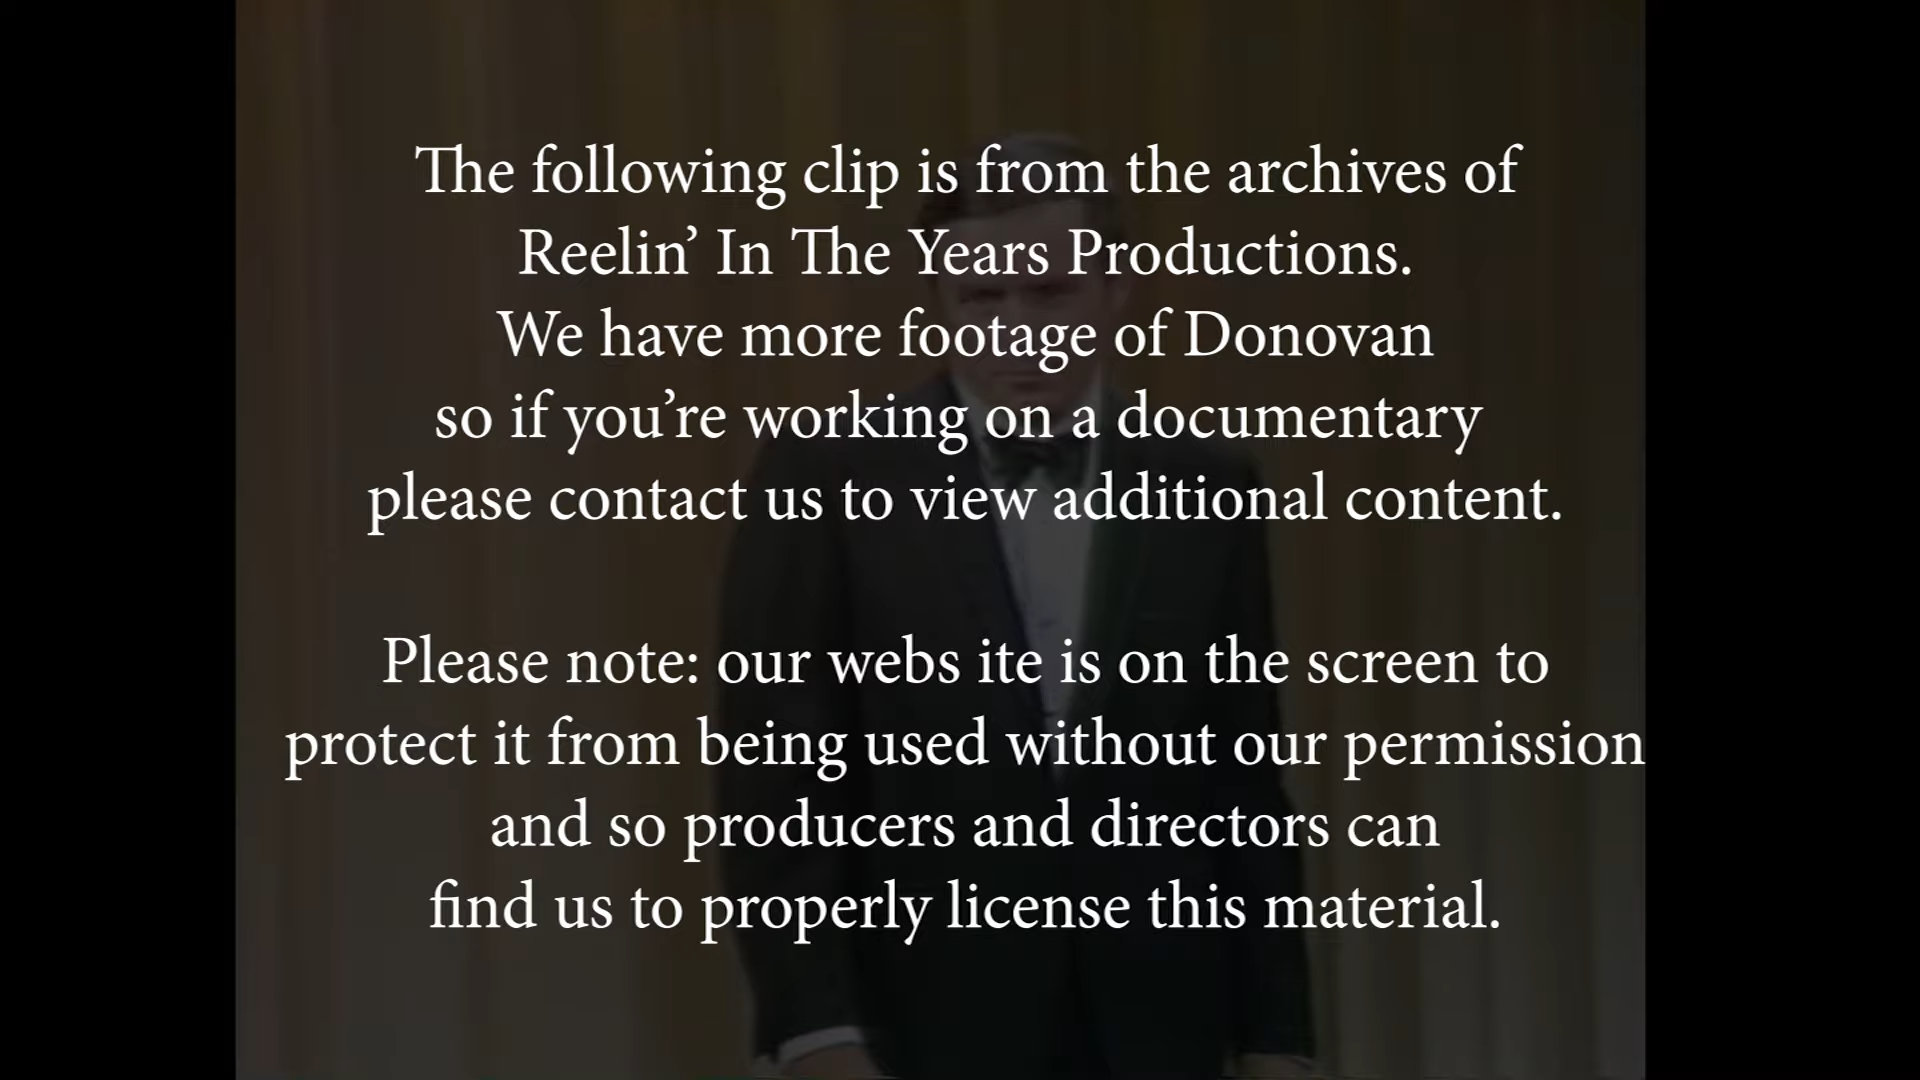 The following clip is from the archives of
Reelin’ In The Years Productions.
We have more footage of Donovan
so if you’re working on a documentary
please contact us to view additional content.
Please note: our webs ite is on the screen to
protect it from being used without our permission
and so producers and directors can
find us to properly license this material.